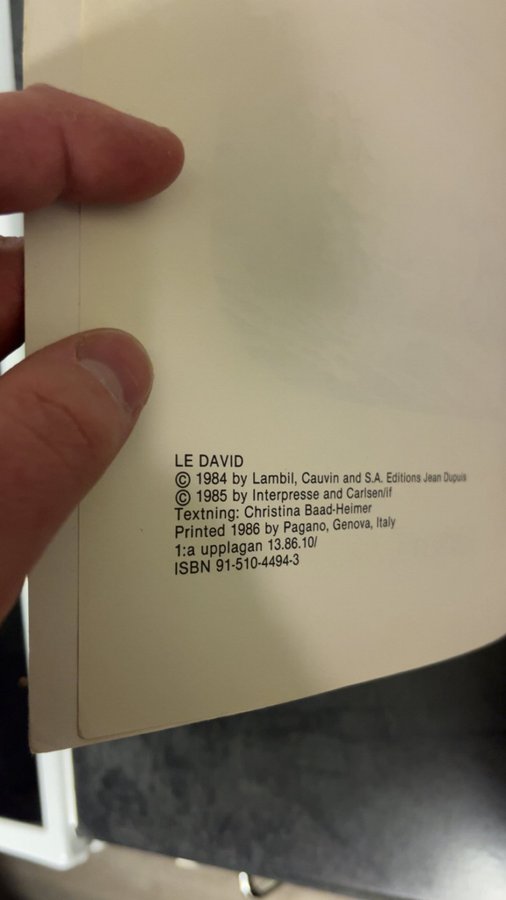 LE DAVID
© 1984 by Lambil, Cauvin and S.A. Editions Jean Dupuis
© 1985 by Interpresse and Carlsen/if
Textning: Christina Baad-Heimer
Printed 1986 by Pagano, Genova, Italy
1:a upplagan 13.86.10/
ISBN 91-510-4494-3